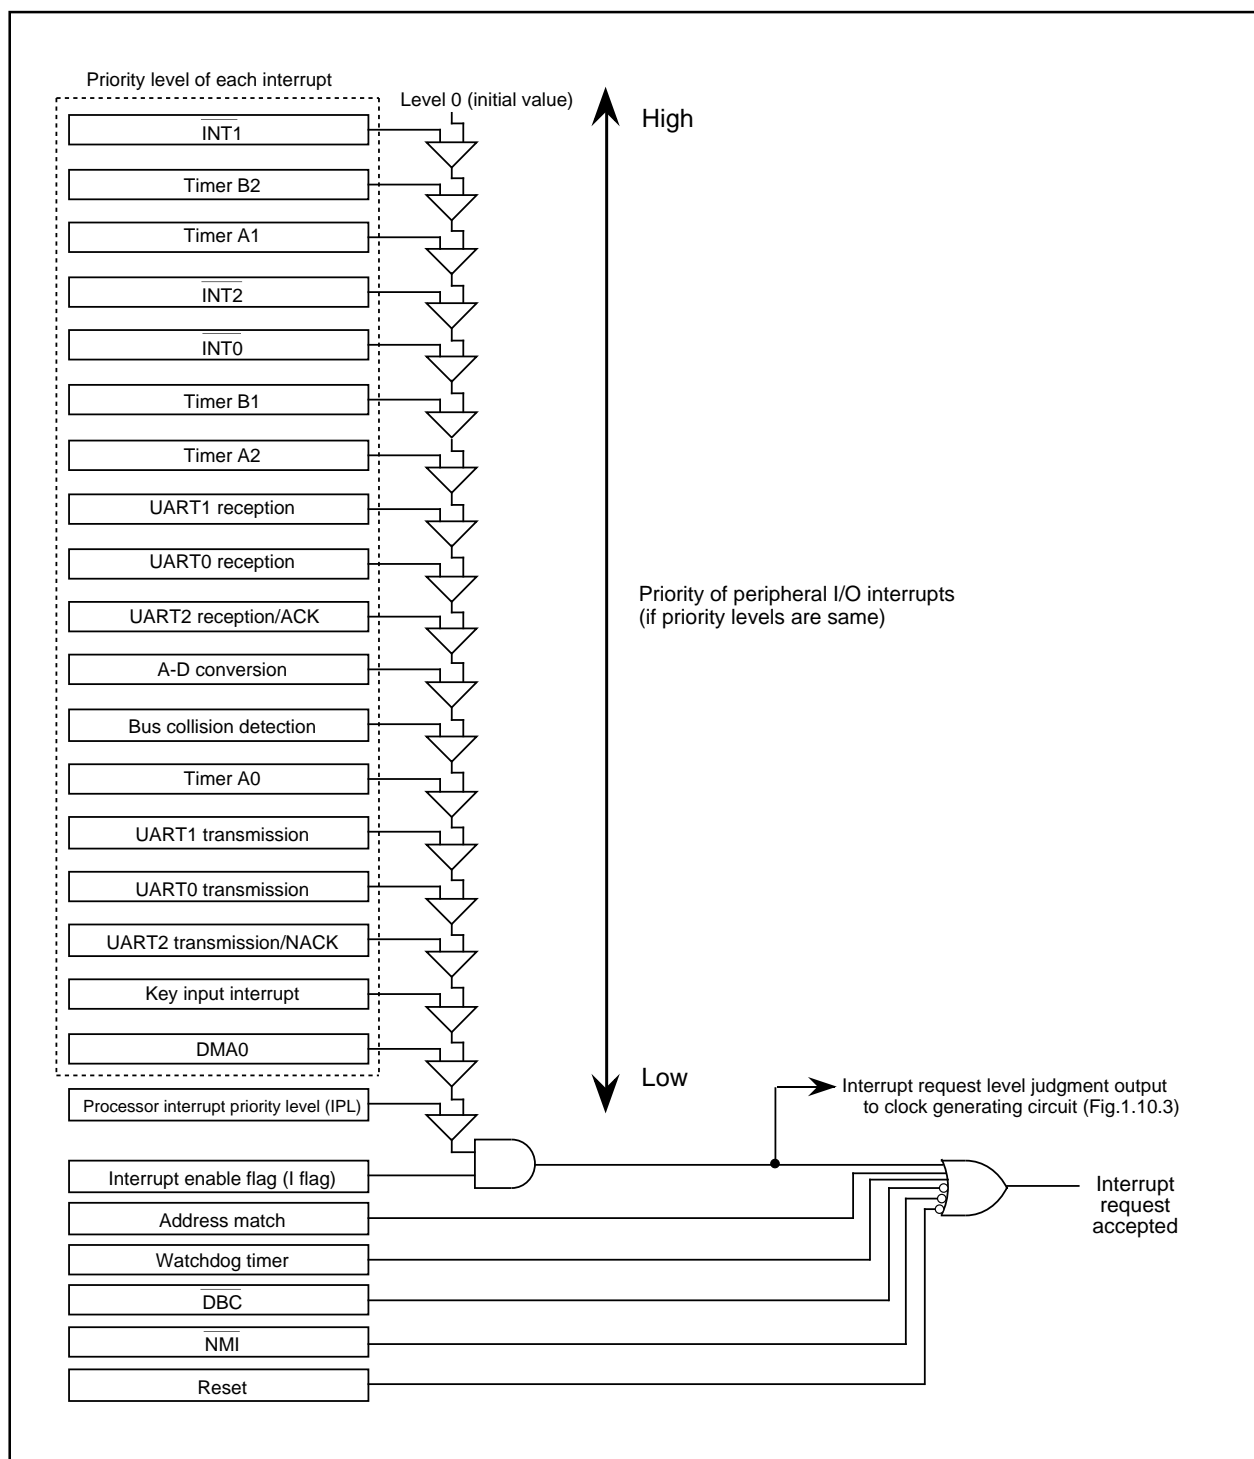 Priority level of each interrupt
Level 0 (initial value)
High
INT1
Timer B2
Timer A1
INT2
INT0
Timer B1
Timer A2
UART1 reception
UART0 reception
UART2 reception/ACK
Priority of peripheral I/O interrupts
(if priority levels are same)
A-D conversion
Bus collision detection
Timer A0
UART1 transmission
UART0 transmission
UART2 transmission/NACK
Key input interrupt
DMA0
Low
Processor interrupt priority level (IPL)
Interrupt request level judgment output
to clock generating circuit (Fig.1.10.3)
Interrupt enable flag (I flag)
Address match
Watchdog timer
DBC
NMI
Reset
Interrupt
request
accepted